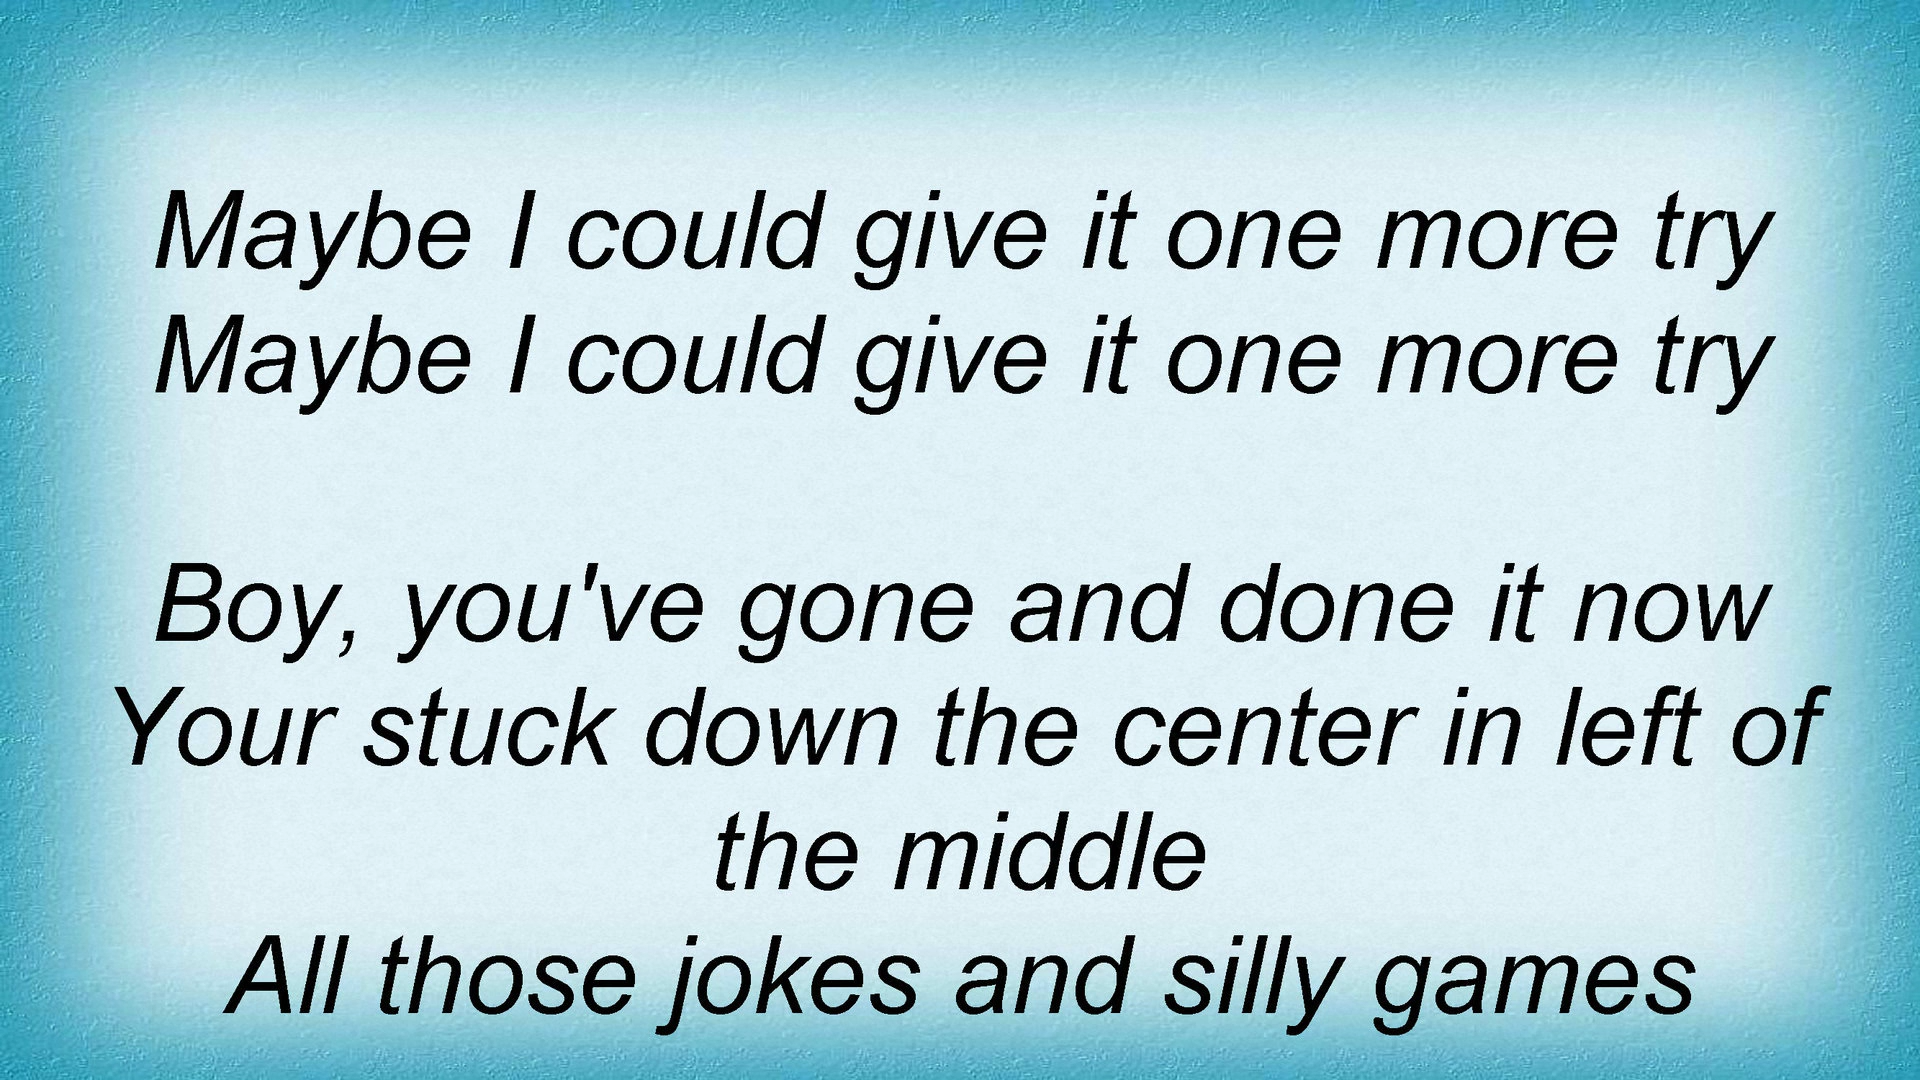 Maybe I could give it one more try
Maybe I could give it one more try
Boy, you've gone and done it now
Your stuck down the center in left of
the middle
All those jokes and silly games